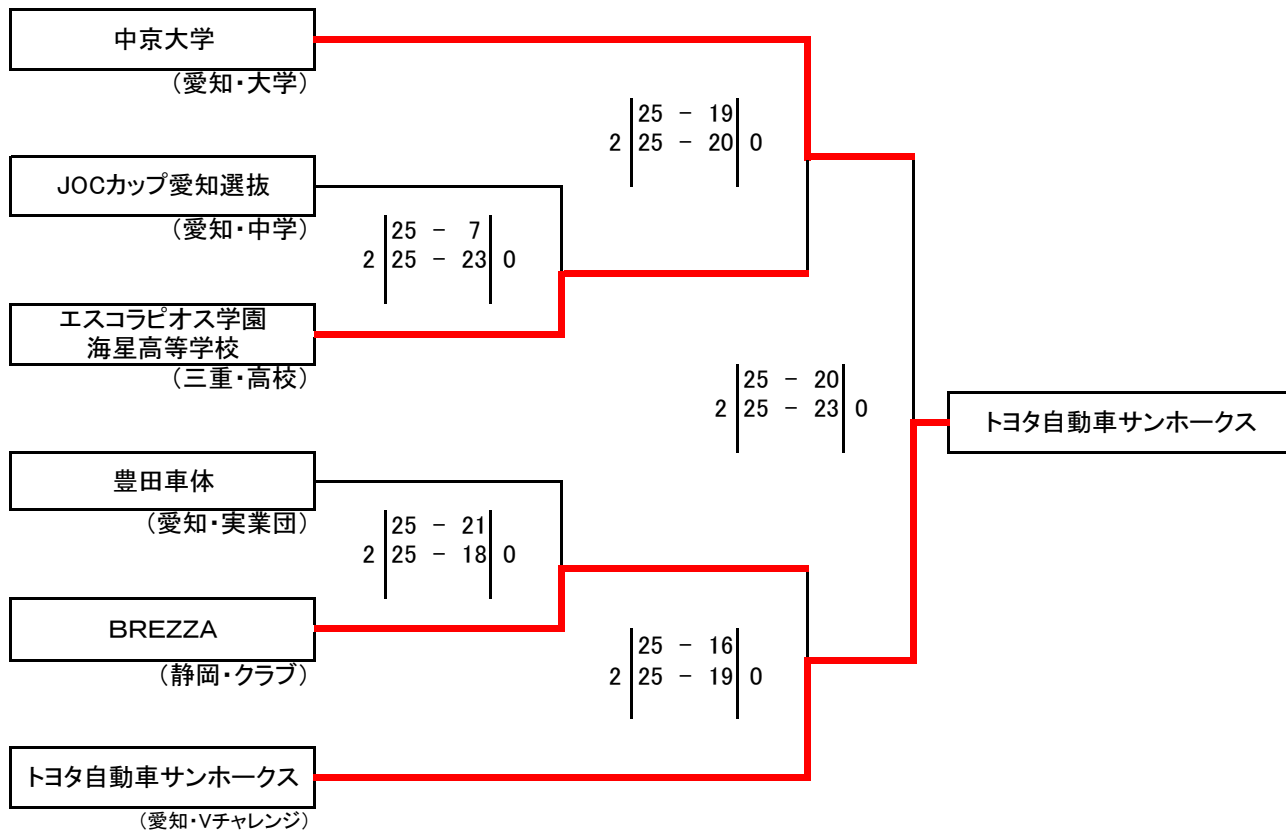 中京大学
（愛知・大学）
25 － 19
2 25 － 20 0
JOCカップ愛知選抜
（愛知・中学）
25 － 7
2 25 － 23 0
エスコラピオス学園
海星高等学校
（三重・高校）
25 － 20
2 25 － 23 0
トヨタ自動車サンホークス
豊田車体
（愛知・実業団）
25 － 21
2 25 － 18 0
BREZZA
（静岡・クラブ）
25 － 16
2 25 － 19 0
トヨタ自動車サンホークス
（愛知・Vチャレンジ）